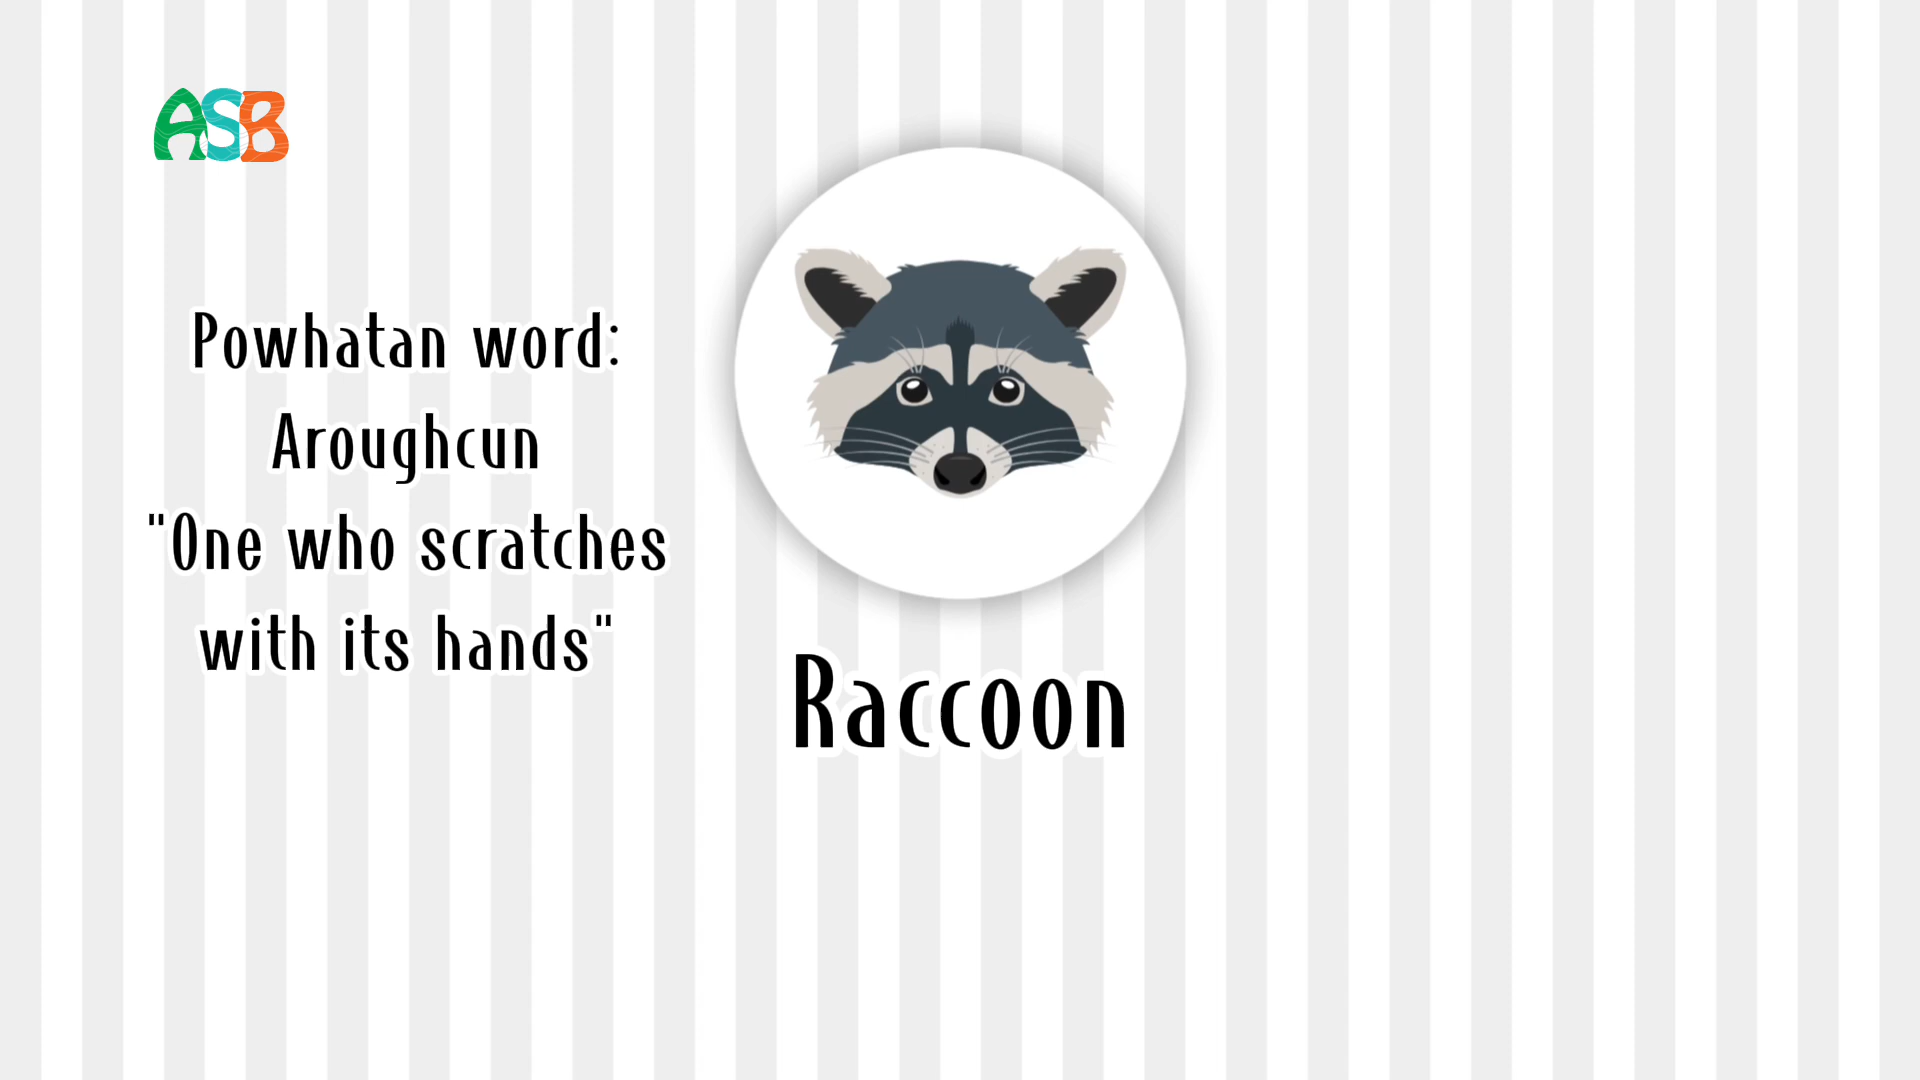 ASB
Powhatan word:
Aroughcun
"One who scratches
with its hands"
Raccoon